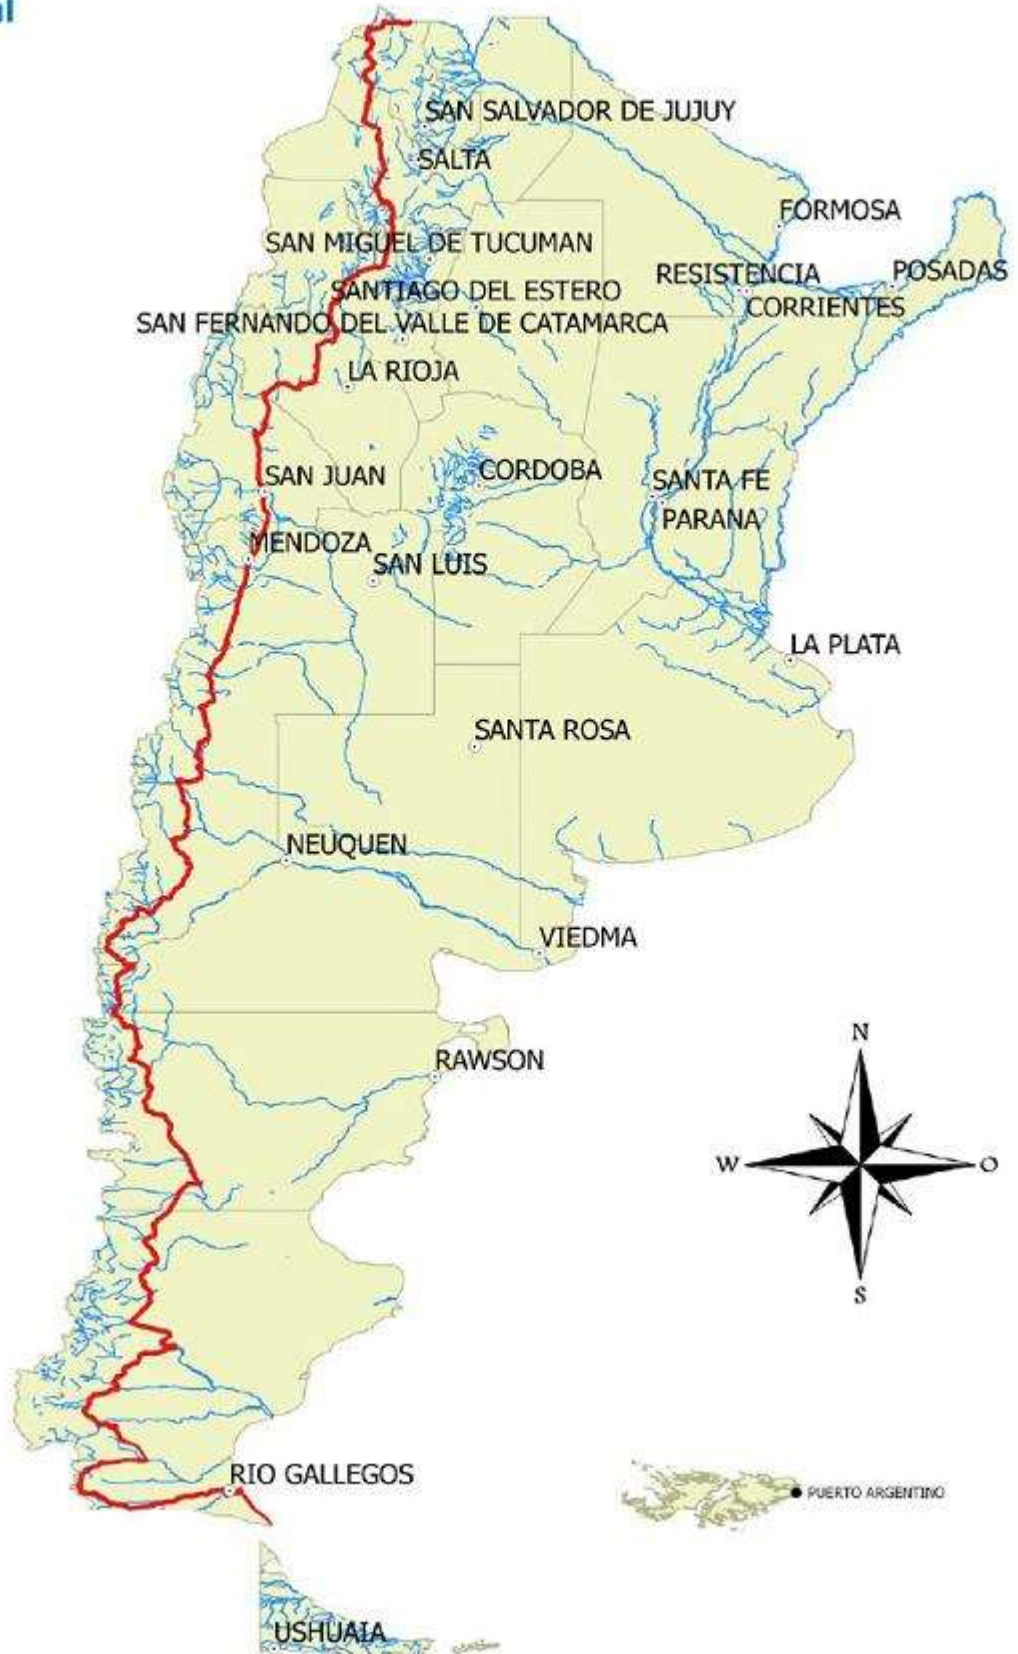 SAN SALVADOR DE JUJUY
SALTA
FORMOSA
SAN MIGUEL DE TUCUMAN
RESISTENCIA
POSADAS
SANTIAGO DEL ESTERO
CORRIENTES
SAN FERNANDO DEL VALLE DE CATAMARCA
LA RIOJA
SAN JUAN
CORDOBA
SANTA FE
PARANA
MENDOZA
SAN LUIS
LA PLATA
SANTA ROSA
NEUQUEN
VIEDMA
N
RAWSON
W
O
S
RIO GALLEGOS
PUERTO ARGENTINO
USHUAIA